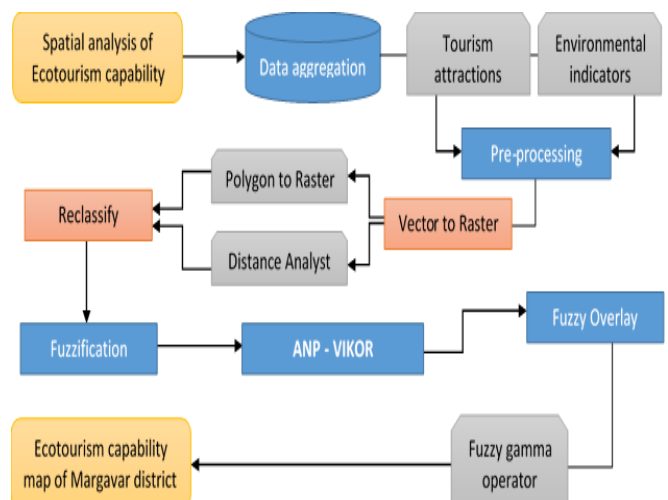 Spatial analysis of
Ecotourism capability
Data aggregation
Tourism
attractions
Environmental
indicators
Pre-processing
Polygon to Raster
Reclassify
Vector to Raster
Distance Analyst
Fuzzification
ANP - VIKOR
Fuzzy Overlay
Ecotourism capability
map of Margavar district
Fuzzy gamma
operator